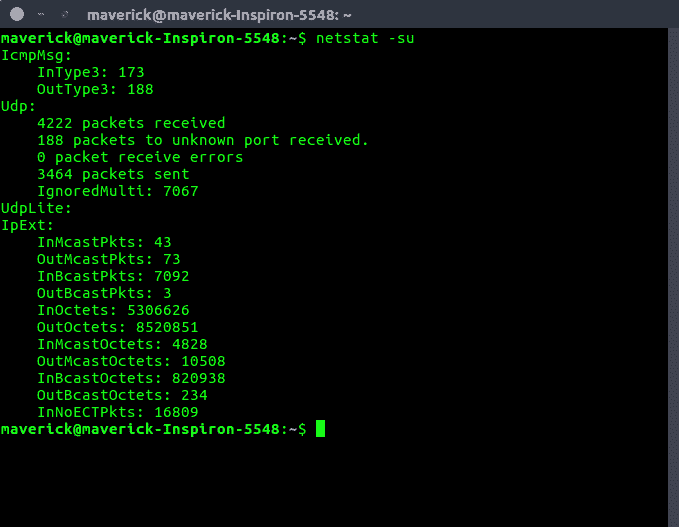 maverick@maverick-Inspiron-5548: ~
maverick@maverick-Inspiron-5548:~$ netstat -su
IcmpMsg:
    InType3: 173
    OutType3: 188
Udp:
    4222 packets received
    188 packets to unknown port received.
    0 packet receive errors
    3464 packets sent
    IgnoredMulti: 7067
UdpLite:
IpExt:
    InMcastPkts: 43
    OutMcastPkts: 73
    InBcastPkts: 7092
    OutBcastPkts: 3
    InOctets: 5306626
    OutOctets: 8520851
    InMcastOctets: 4828
    OutMcastOctets: 10508
    InBcastOctets: 820938
    OutBcastOctets: 234
    InNoECTPkts: 16809
maverick@maverick-Inspiron-5548:~$